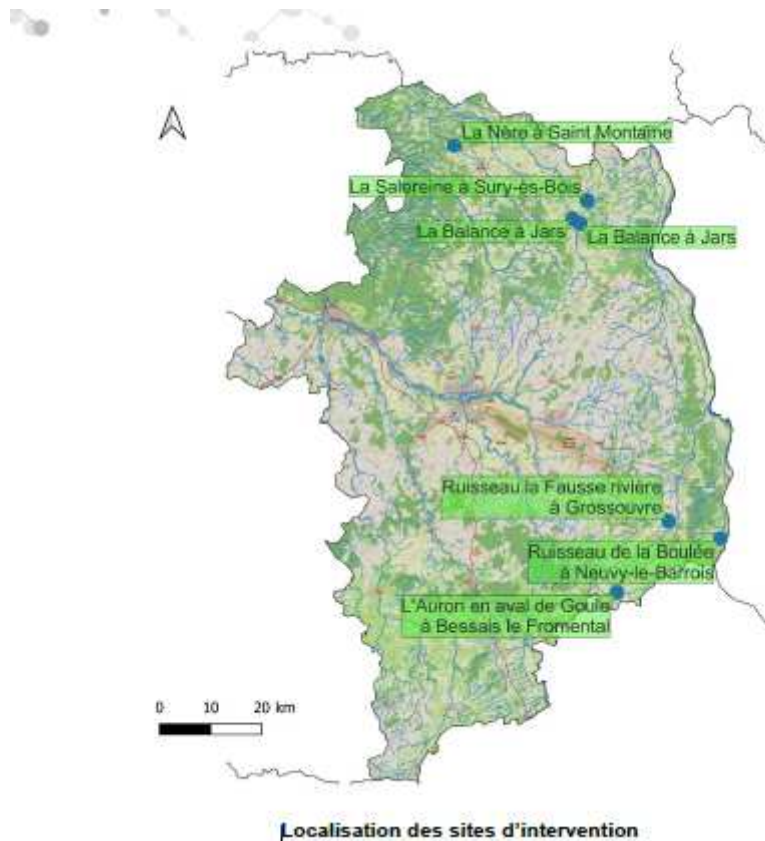 La Nère à Saint Montaine
La Salereine à Sury-ès-Bois
La Balance à Jars
La Balance à Jars
Ruisseau la Fausse rivière
à Grossouvre
Ruisseau de la Boulée
à Neuvy-le-Barrois
L'Auron en aval de Goule
à Bessais le Fromental
0 10 20 km
Localisation des sites d'intervention